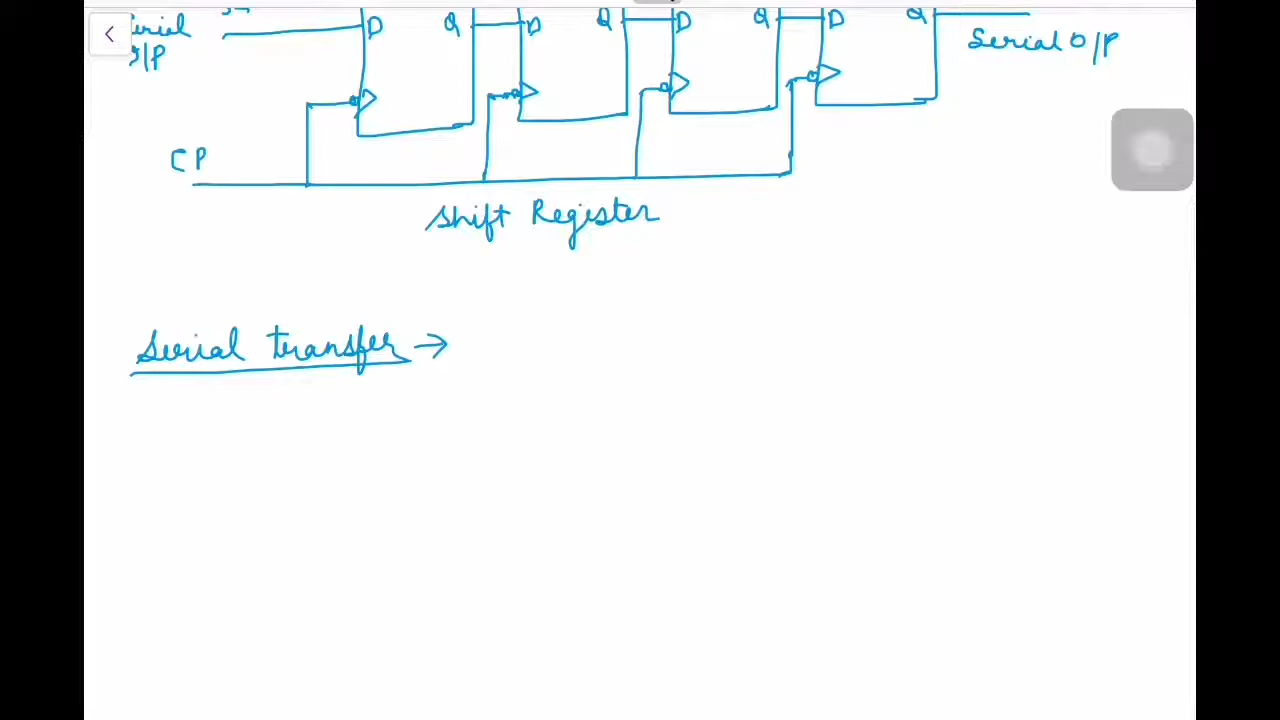 Serial D Q D Q D Q D Q Serial O/P
I/P
CP
Shift Register
Serial transfer →